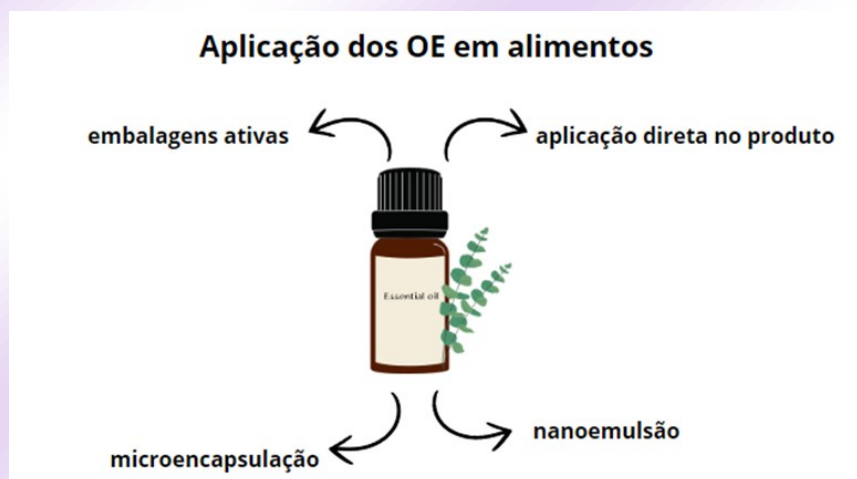 Aplicação dos OE em alimentos
embalagens ativas
aplicação direta no produto
Essential oil
nanoemulsão
microencapsulação